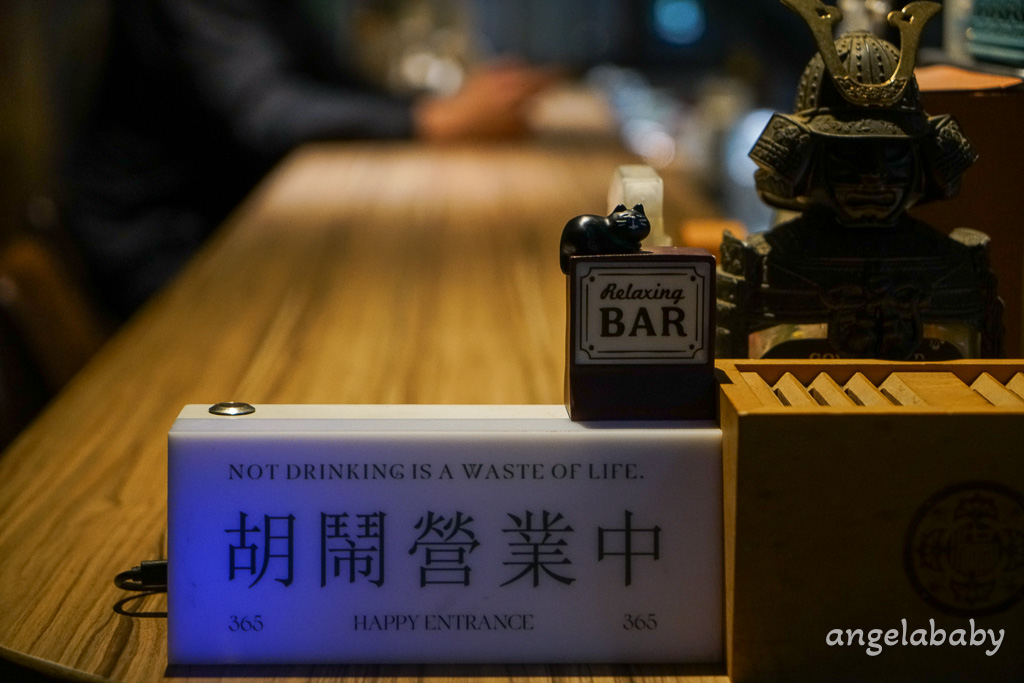 Relaxing
BAR
NOT DRINKING IS A WASTE OF LIFE.
胡鬧營業中
365 HAPPY ENTRANCE 365
angelababy